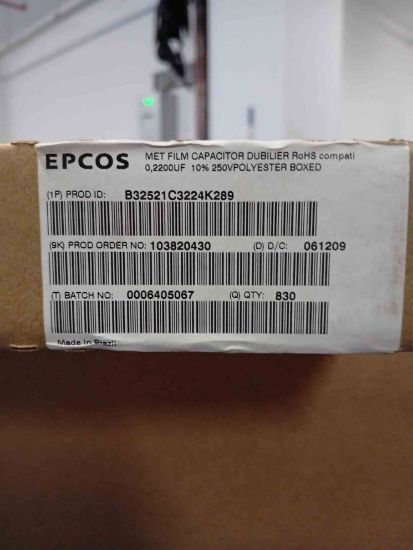 EPCOS MET FILM CAPACITOR DUBILIER RoHS compati
0,2200UF 10% 250VPOLYESTER BOXED
(1P) PROD ID: B32521C3224K289
(9K) PROD ORDER NO: 103820430 (D) D/C: 061209
(T) BATCH NO: 0006405067 (Q) QTY: 830
Made in Brazil